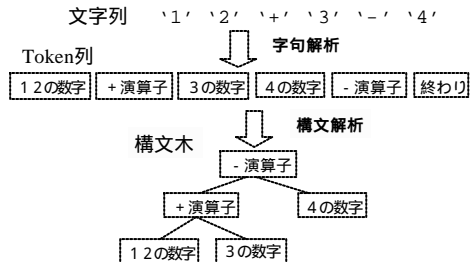 文字列 ‘1’ ‘2’ ‘+’ ‘3’ ‘-’ ‘4’
字句解析
Token列
12の数字 +演算子 3の数字 4の数字 -演算子 終わり
構文解析
構文木
-演算子
+演算子 4の数字
12の数字 3の数字